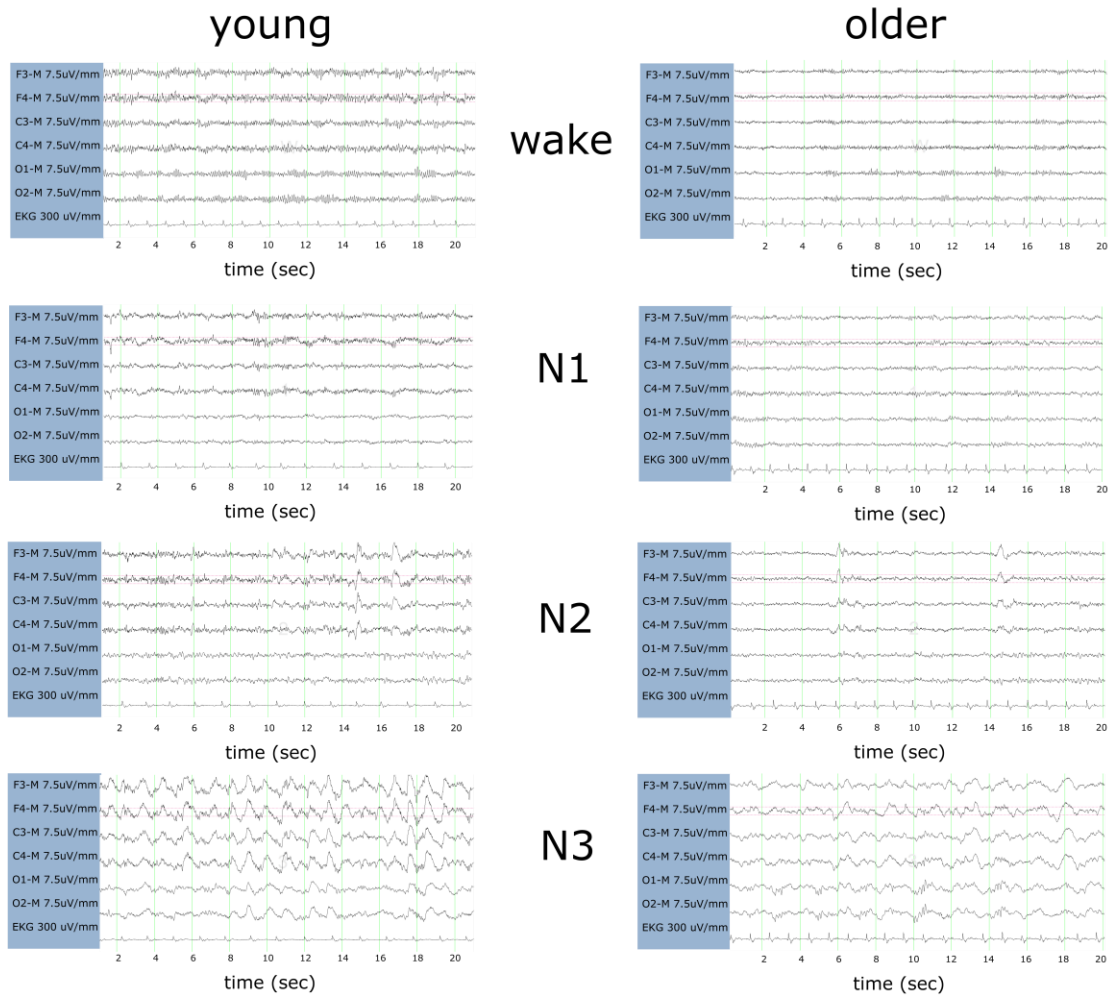 young
older
F3-M 7.5uV/mm
F4-M 7.5uV/mm
C3-M 7.5uV/mm
C4-M 7.5uV/mm
O1-M 7.5uV/mm
O2-M 7.5uV/mm
EKG 300 uV/mm
2 4 6 8 10 12 14 16 18 20
time (sec)
wake
F3-M 7.5uV/mm
F4-M 7.5uV/mm
C3-M 7.5uV/mm
C4-M 7.5uV/mm
O1-M 7.5uV/mm
O2-M 7.5uV/mm
EKG 300 uV/mm
2 4 6 8 10 12 14 16 18 20
time (sec)
F3-M 7.5uV/mm
F4-M 7.5uV/mm
C3-M 7.5uV/mm
C4-M 7.5uV/mm
O1-M 7.5uV/mm
O2-M 7.5uV/mm
EKG 300 uV/mm
2 4 6 8 10 12 14 16 18 20
time (sec)
N1
F3-M 7.5uV/mm
F4-M 7.5uV/mm
C3-M 7.5uV/mm
C4-M 7.5uV/mm
O1-M 7.5uV/mm
O2-M 7.5uV/mm
EKG 300 uV/mm
2 4 6 8 10 12 14 16 18 20
time (sec)
F3-M 7.5uV/mm
F4-M 7.5uV/mm
C3-M 7.5uV/mm
C4-M 7.5uV/mm
O1-M 7.5uV/mm
O2-M 7.5uV/mm
EKG 300 uV/mm
2 4 6 8 10 12 14 16 18 20
time (sec)
N2
F3-M 7.5uV/mm
F4-M 7.5uV/mm
C3-M 7.5uV/mm
C4-M 7.5uV/mm
O1-M 7.5uV/mm
O2-M 7.5uV/mm
EKG 300 uV/mm
2 4 6 8 10 12 14 16 18 20
time (sec)
F3-M 7.5uV/mm
F4-M 7.5uV/mm
C3-M 7.5uV/mm
C4-M 7.5uV/mm
O1-M 7.5uV/mm
O2-M 7.5uV/mm
EKG 300 uV/mm
2 4 6 8 10 12 14 16 18 20
time (sec)
N3
F3-M 7.5uV/mm
F4-M 7.5uV/mm
C3-M 7.5uV/mm
C4-M 7.5uV/mm
O1-M 7.5uV/mm
O2-M 7.5uV/mm
EKG 300 uV/mm
2 4 6 8 10 12 14 16 18 20
time (sec)